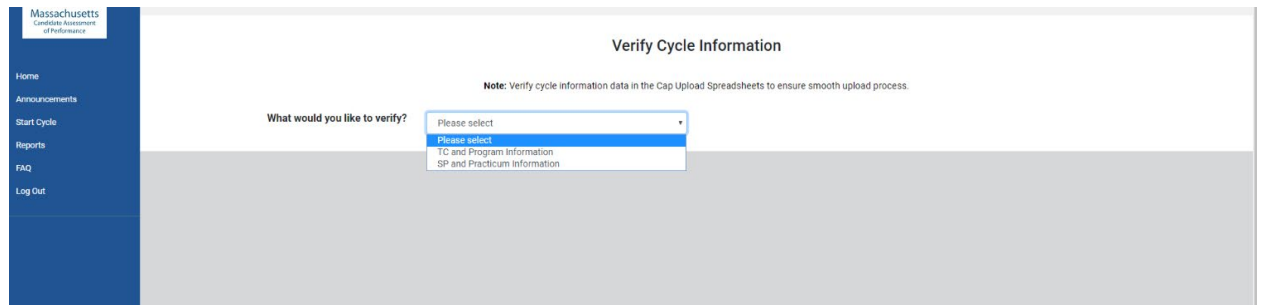 Massachusetts
Candidate Assessment
of Performance
Home
Announcements
Start Cycle
Reports
FAQ
Log Out
Verify Cycle Information
Note: Verify cycle information data in the Cap Upload Spreadsheets to ensure smooth upload process.
What would you like to verify?
Please select
Please select
TC and Program Information
SP and Practicum Information